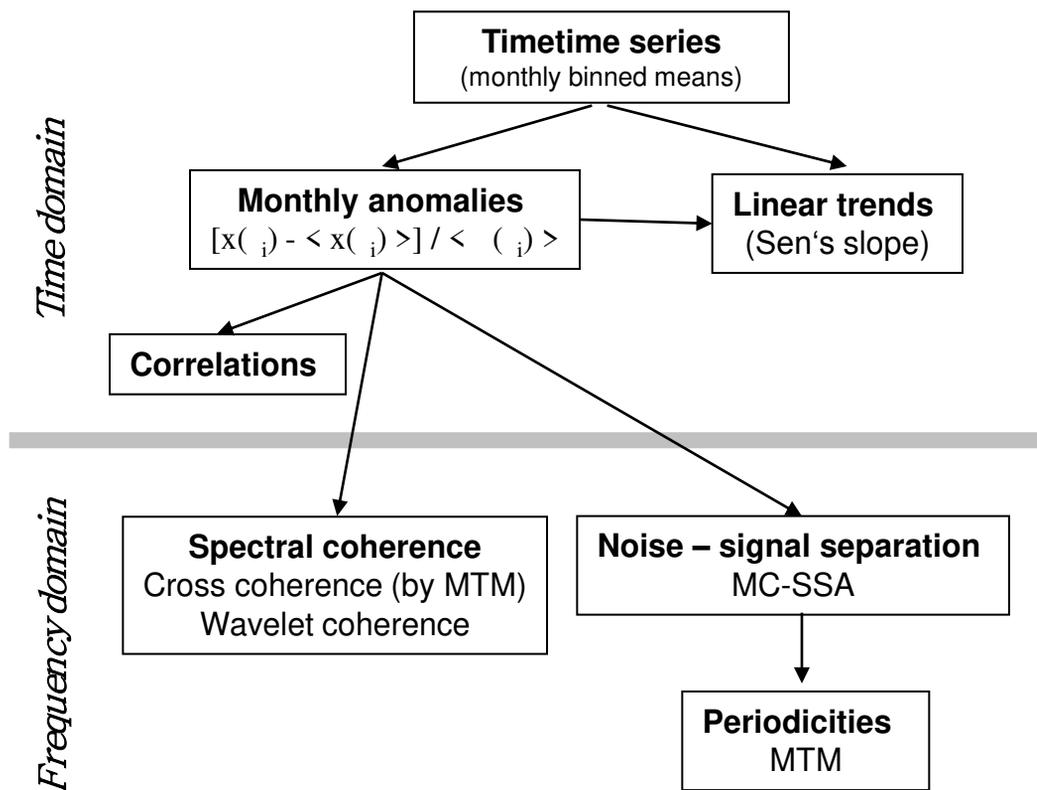 Timetime series
(monthly binned means)
Time domain
Monthly anomalies
[x( i) - < x( i) >] / < ( i) >
Linear trends
(Sen‘s slope)
Correlations
Frequency domain
Spectral coherence
Cross coherence (by MTM)
Wavelet coherence
Noise – signal separation
MC-SSA
Periodicities
MTM